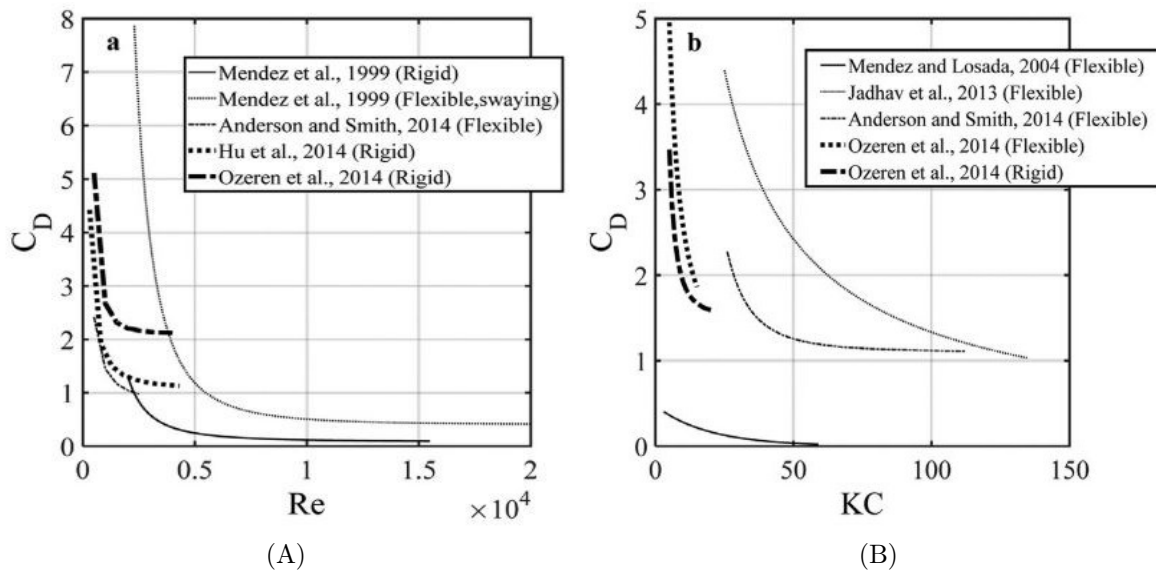 a
8
7
6
5
4
3
2
1
0
C_D
Mendez et al., 1999 (Rigid)
Mendez et al., 1999 (Flexible,swaying)
Anderson and Smith, 2014 (Flexible)
Hu et al., 2014 (Rigid)
Ozeren et al., 2014 (Rigid)
0 0.5 1 1.5 2
Re
×10^4
(A)
b
5
4
3
2
1
0
C_D
Mendez and Losada, 2004 (Flexible)
Jadhav et al., 2013 (Flexible)
Anderson and Smith, 2014 (Flexible)
Ozeren et al., 2014 (Flexible)
Ozeren et al., 2014 (Rigid)
0 50 100 150
KC
(B)